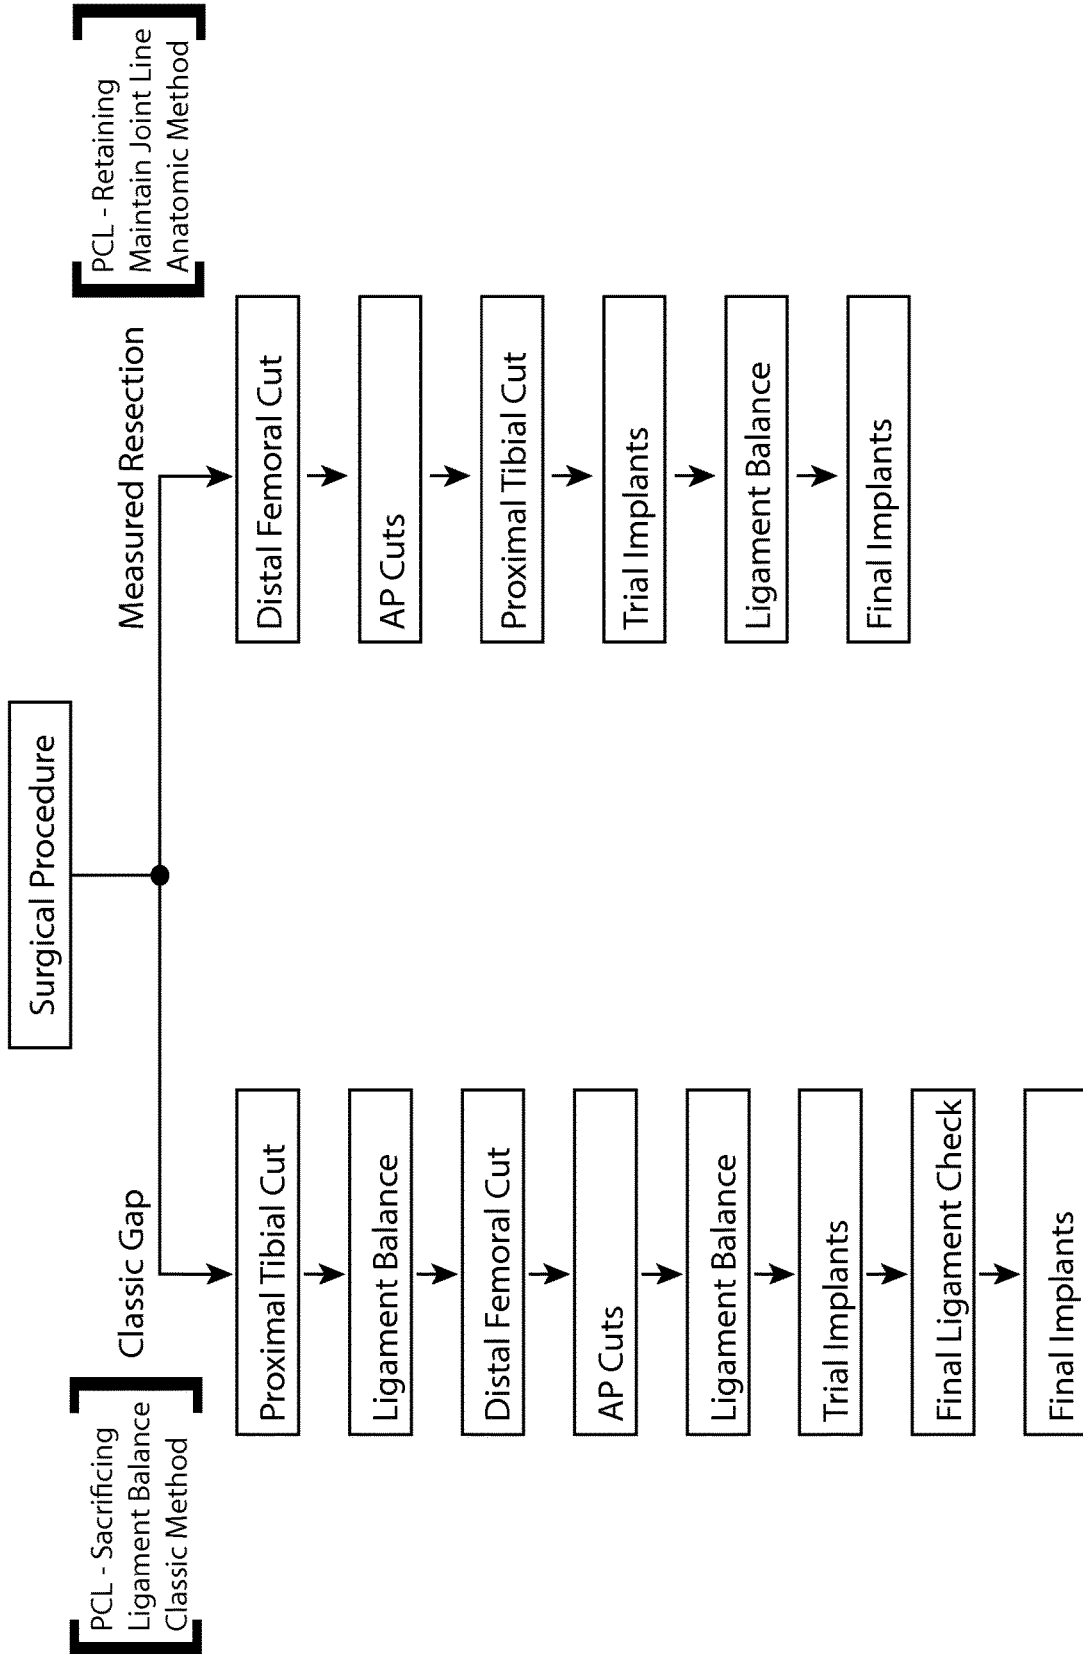 Surgical Procedure
PCL - Sacrificing
Ligament Balance
Classic Method
Classic Gap
Proximal Tibial Cut
Ligament Balance
Distal Femoral Cut
AP Cuts
Ligament Balance
Trial Implants
Final Ligament Check
Final Implants
Measured Resection
PCL - Retaining
Maintain Joint Line
Anatomic Method
Distal Femoral Cut
AP Cuts
Proximal Tibial Cut
Trial Implants
Ligament Balance
Final Implants